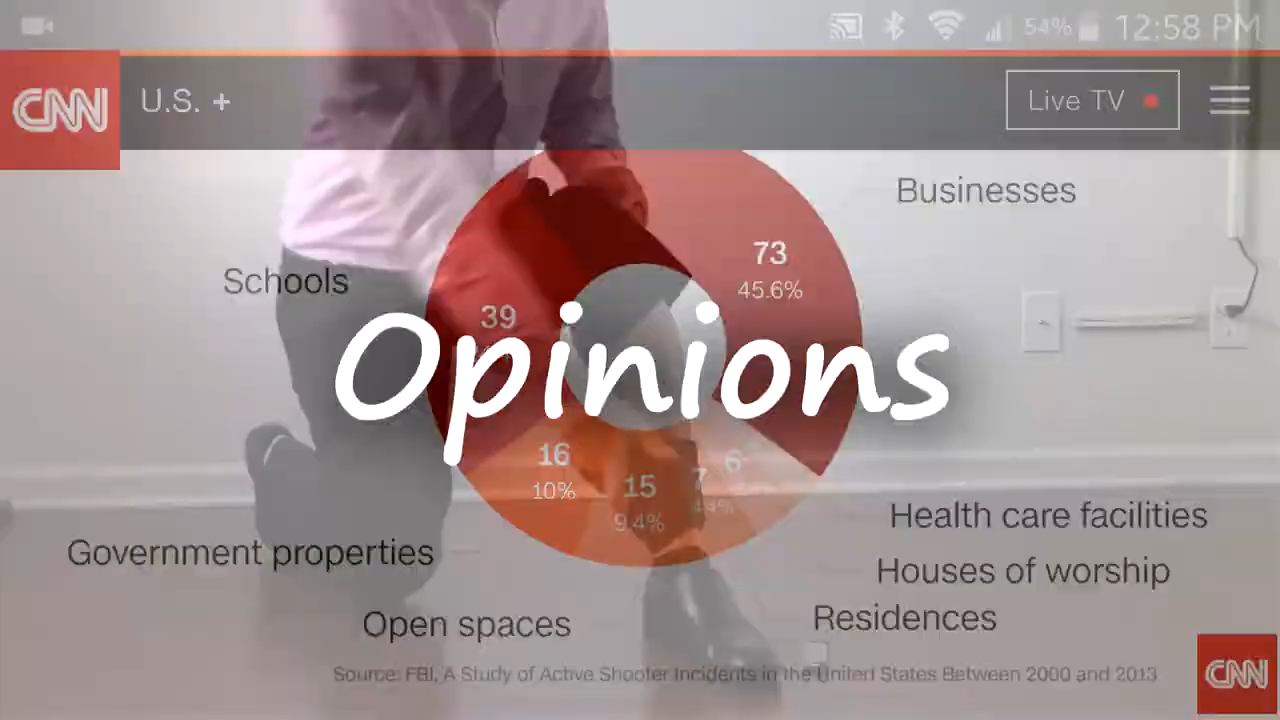 54% 12:58 PM
CNN U.S. + Live TV
Businesses
73
45.6%
Schools
39
Opinions
16
10%
15
9.4%
7
6
Health care facilities
Government properties
Houses of worship
Residences
Open spaces
Source: FBI, A Study of Active Shooter Incidents in the United States Between 2000 and 2013
CNN